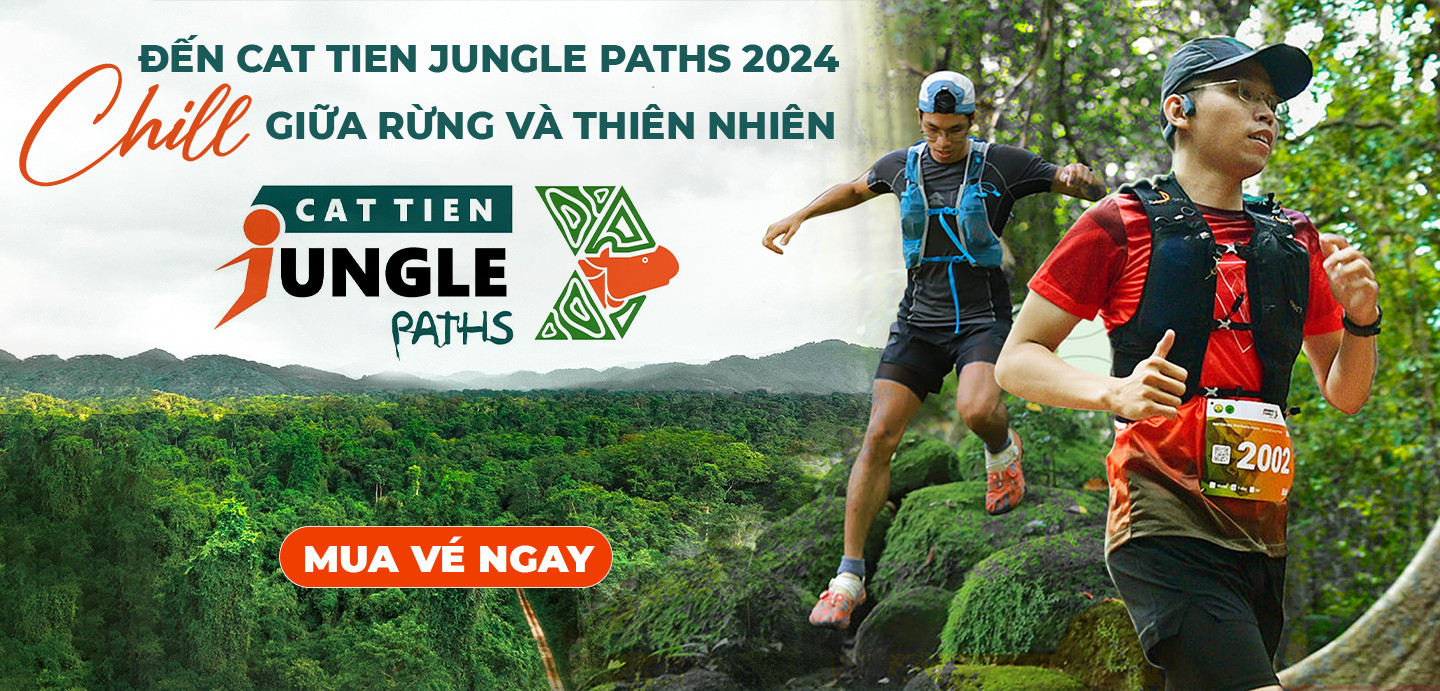 ĐẾN CAT TIEN JUNGLE PATHS 2024
Chill GIỮA RỪNG VÀ THIÊN NHIÊN
CAT TIEN
jUNGLE
PATHS
MUA VÉ NGAY
2002